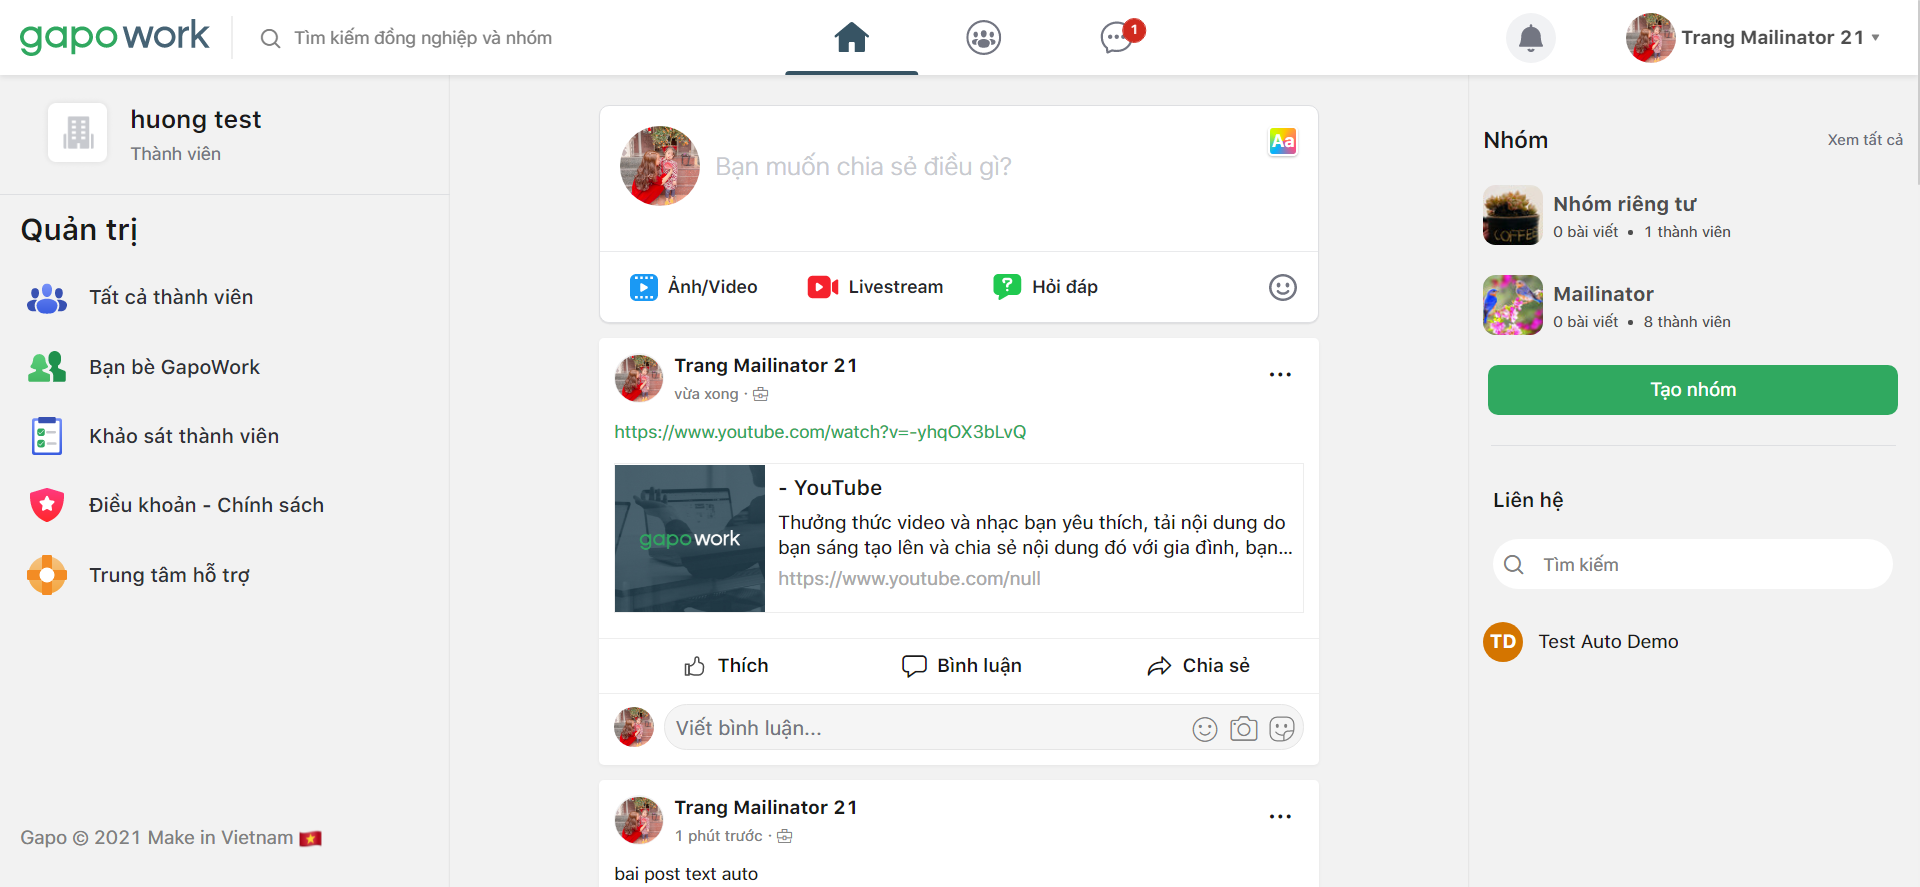 gapowork
Tìm kiếm đồng nghiệp và nhóm
1
Trang Mailinator 21
huong test
Thành viên
Quản trị
Tất cả thành viên
Bạn bè GapoWork
Khảo sát thành viên
Điều khoản - Chính sách
Trung tâm hỗ trợ
Gapo © 2021 Make in Vietnam
Bạn muốn chia sẻ điều gì?
Aa
Ảnh/Video
Livestream
Hỏi đáp
Trang Mailinator 21
vừa xong ·
https://www.youtube.com/watch?v=-yhqOX3bLvQ
gapowork
- YouTube
Thưởng thức video và nhạc bạn yêu thích, tải nội dung do
bạn sáng tạo lên và chia sẻ nội dung đó với gia đình, bạn...
https://www.youtube.com/null
Thích
Bình luận
Chia sẻ
Viết bình luận...
Trang Mailinator 21
1 phút trước ·
bai post text auto
Nhóm
Xem tất cả
COFFEE
Nhóm riêng tư
0 bài viết • 1 thành viên
Mailinator
0 bài viết • 8 thành viên
Tạo nhóm
Liên hệ
Tìm kiếm
TD
Test Auto Demo